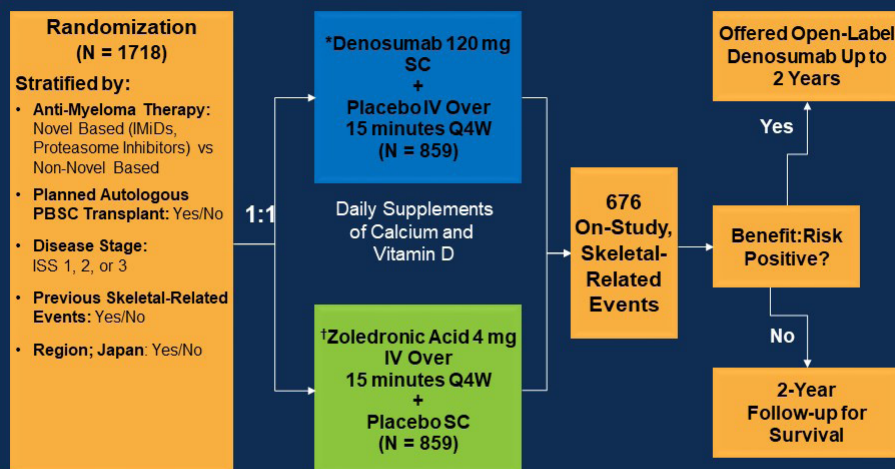 Randomization
(N = 1718)
Stratified by:
• Anti-Myeloma Therapy:
Novel Based (IMiDs,
Proteasome Inhibitors) vs
Non-Novel Based
• Planned Autologous
PBSC Transplant: Yes/No
• Disease Stage:
ISS 1, 2, or 3
• Previous Skeletal-Related
Events: Yes/No
• Region; Japan: Yes/No
1:1
*Denosumab 120 mg
SC
+
Placebo IV Over
15 minutes Q4W
(N = 859)
Daily Supplements
of Calcium and
Vitamin D
†Zoledronic Acid 4 mg
IV Over
15 minutes Q4W
+
Placebo SC
(N = 859)
676
On-Study,
Skeletal-
Related
Events
Benefit:Risk
Positive?
Yes
Offered Open-Label
Denosumab Up to
2 Years
No
2-Year
Follow-up for
Survival